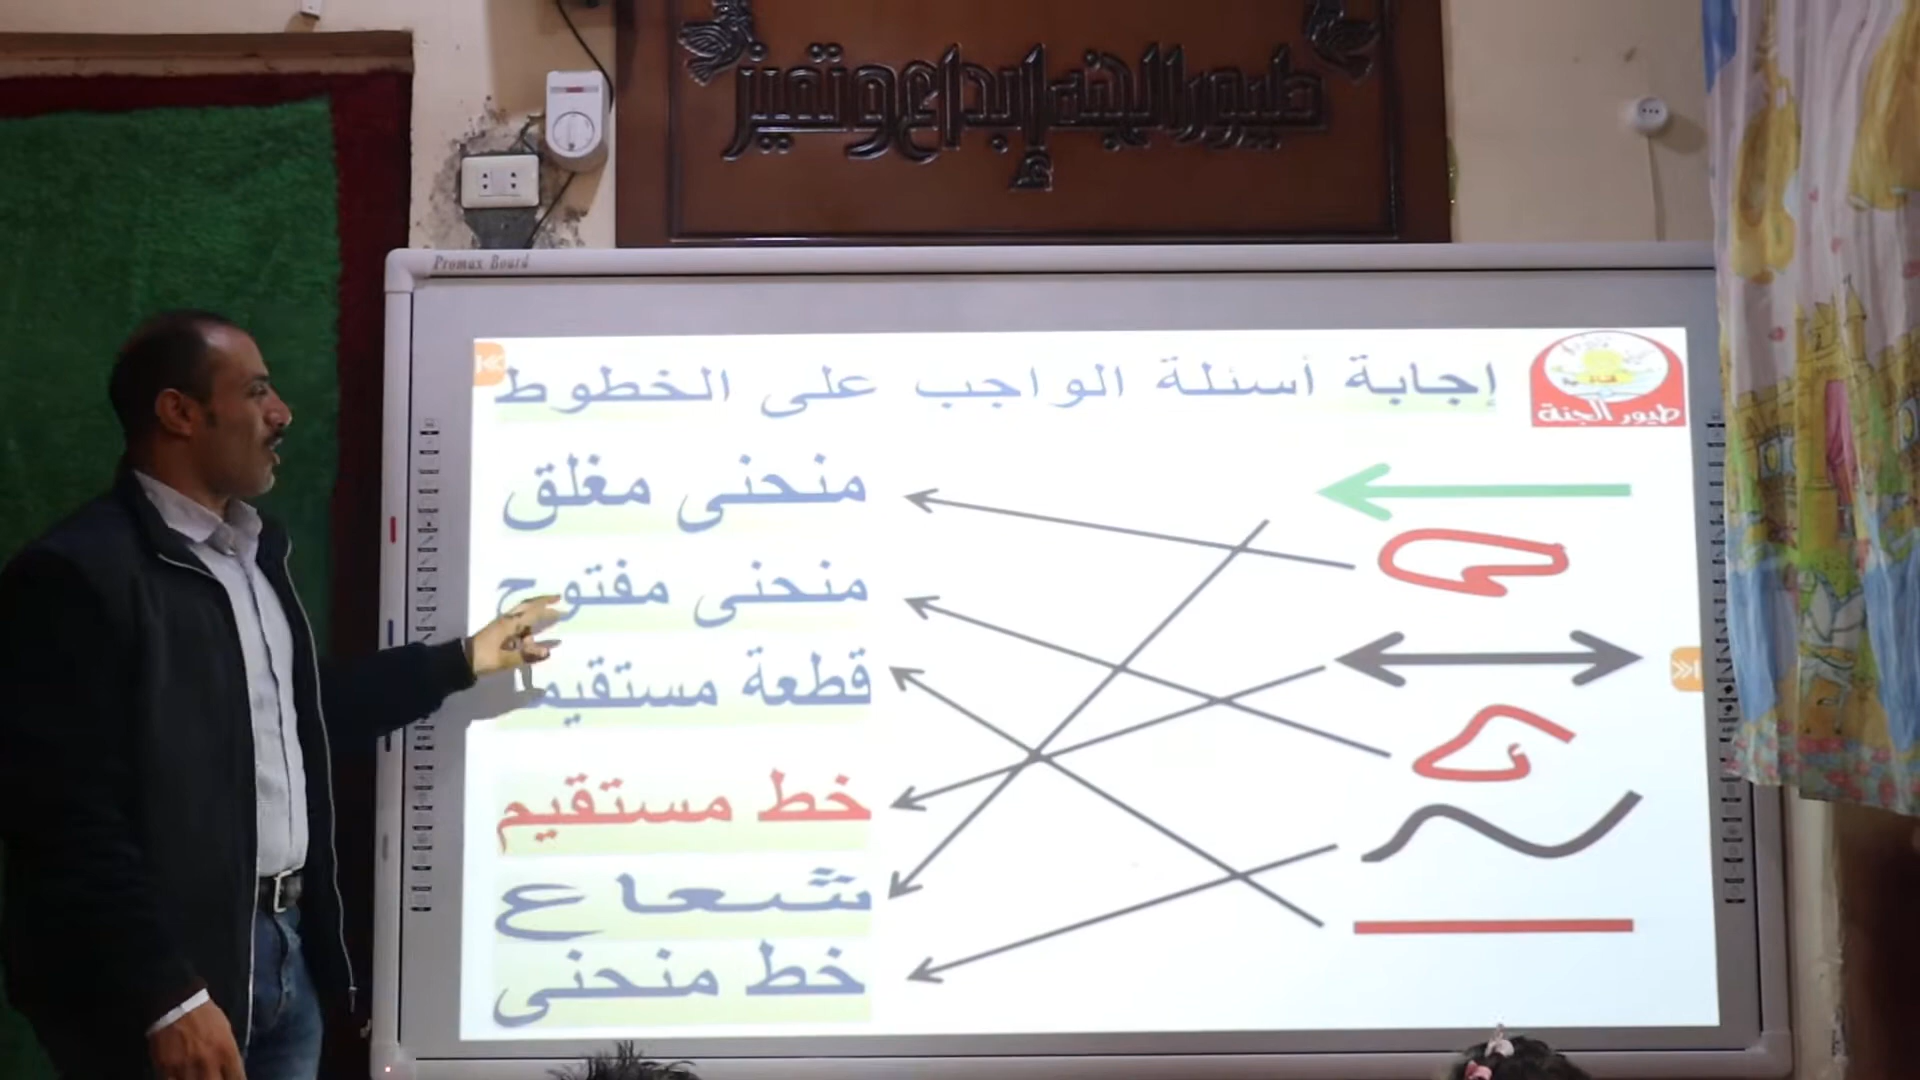 طيور الجنة إبداع وتميز
Promax Board
إجابة أسئلة الواجب على الخطوط
طيور الجنة
منحنى مغلق
منحنى مفتوح
قطعة مستقيمة
خط مستقيم
شعاع
خط منحنى